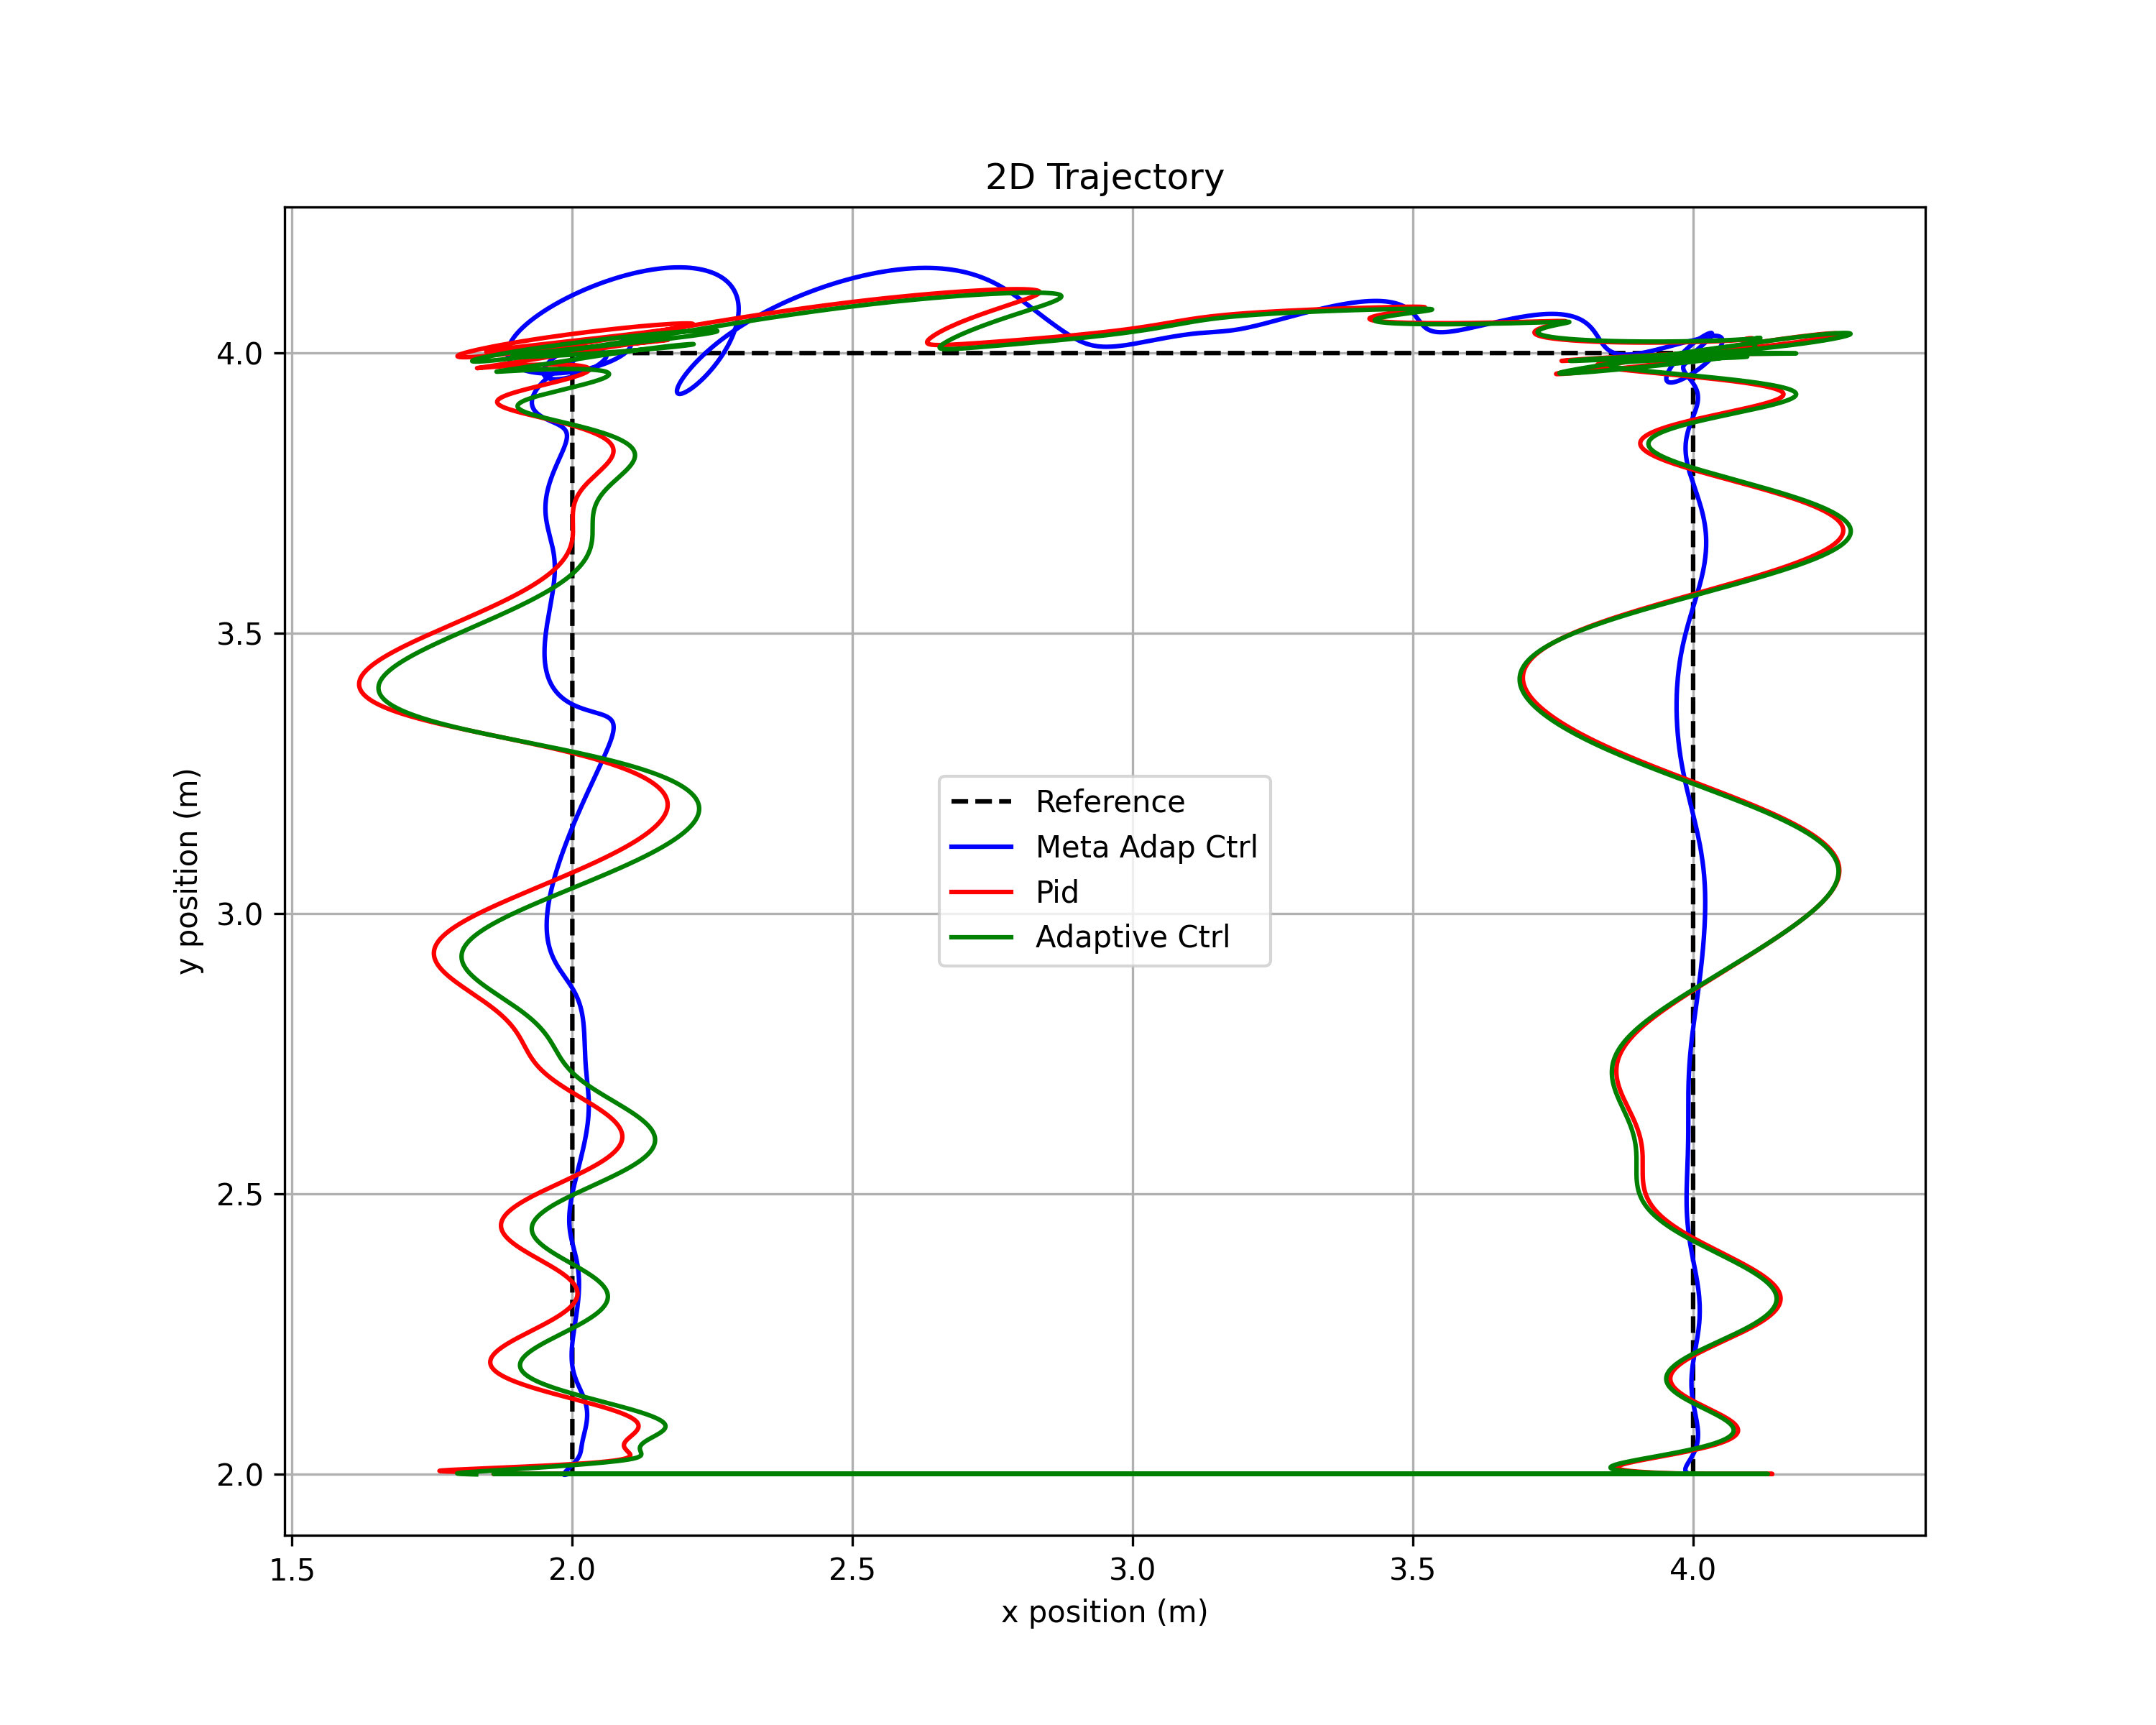 2D Trajectory
4.0
3.5
3.0
2.5
2.0
y position (m)
Reference
Meta Adap Ctrl
Pid
Adaptive Ctrl
1.5 2.0 2.5 3.0 3.5 4.0
x position (m)